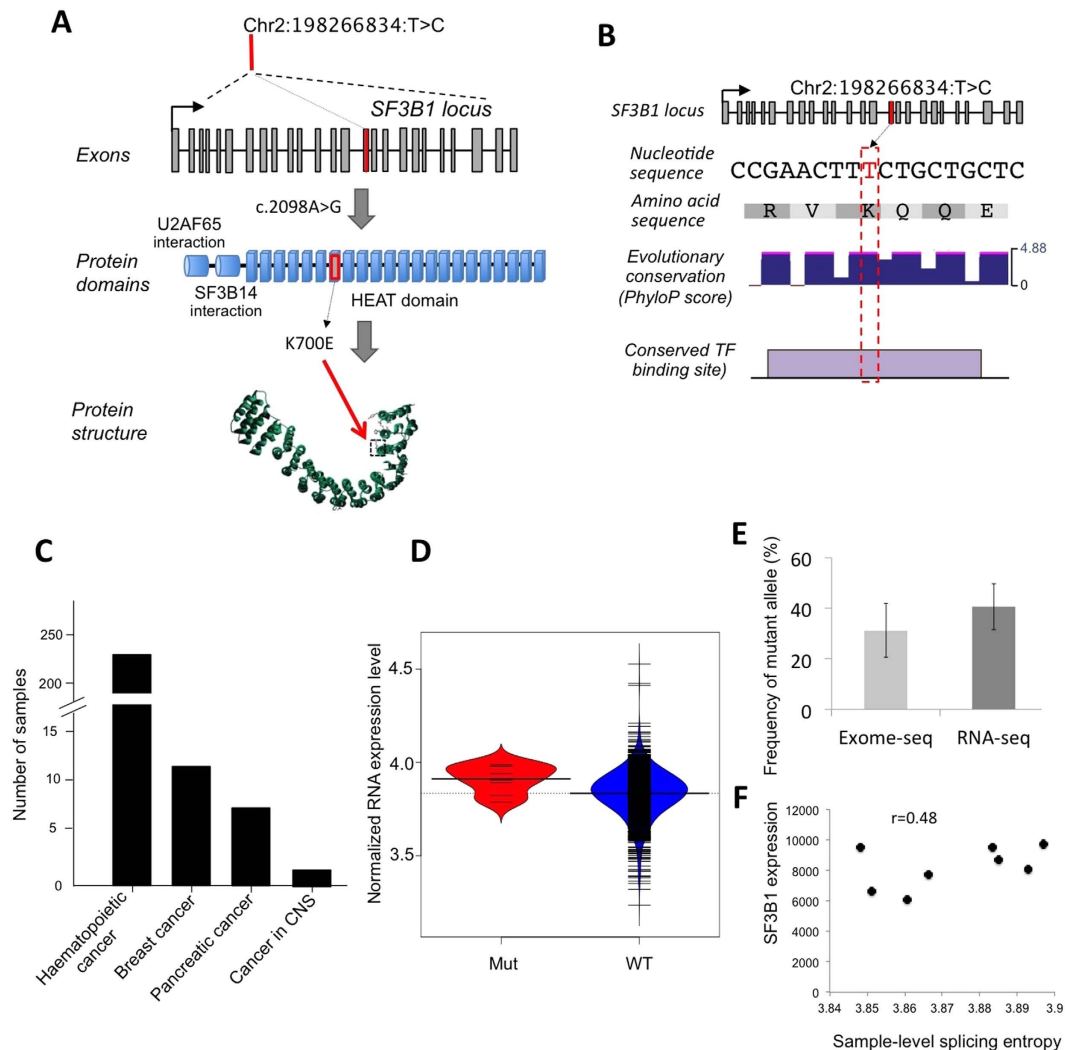 A
Chr2:198266834:T>C
SF3B1 locus
Exons
c.2098A>G
U2AF65
interaction
Protein
domains
SF3B14
interaction
HEAT domain
K700E
Protein
structure
B
Chr2:198266834:T>C
SF3B1 locus
Nucleotide
sequence
CCGAACTTTCTGCTGCTC
Amino acid
sequence
R V K Q Q E
Evolutionary
conservation
(PhyloP score)
4.88
0
Conserved TF
binding site)
C
Number of samples
250
200
15
10
5
0
Haematopoietic
cancer
Breast cancer
Pancreatic cancer
Cancer in CNS
D
Normalized RNA expression level
4.5
4.0
3.5
Mut
WT
E
Frequency of mutant allele (%)
60
40
20
0
Exome-seq
RNA-seq
F
r=0.48
SF3B1 expression
12000
10000
8000
6000
4000
2000
0
3.84 3.85 3.86 3.87 3.88 3.89 3.9
Sample-level splicing entropy